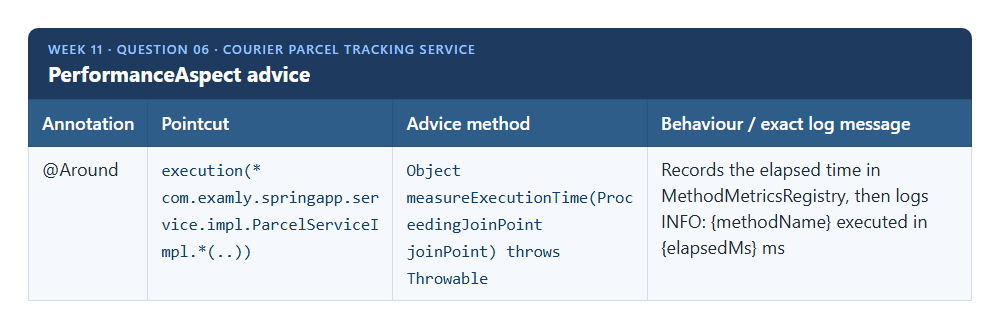 WEEK 11 · QUESTION 06 · COURIER PARCEL TRACKING SERVICE
PerformanceAspect advice
Annotation
Pointcut
Advice method
Behaviour / exact log message
@Around
execution(*
com.examly.springapp.ser
vice.impl.ParcelServiceI
mpl.*(..))
Object
measureExecutionTime(Proc
eedingJoinPoint
joinPoint) throws
Throwable
Records the elapsed time in
MethodMetricsRegistry, then logs
INFO: {methodName} executed in
{elapsedMs} ms